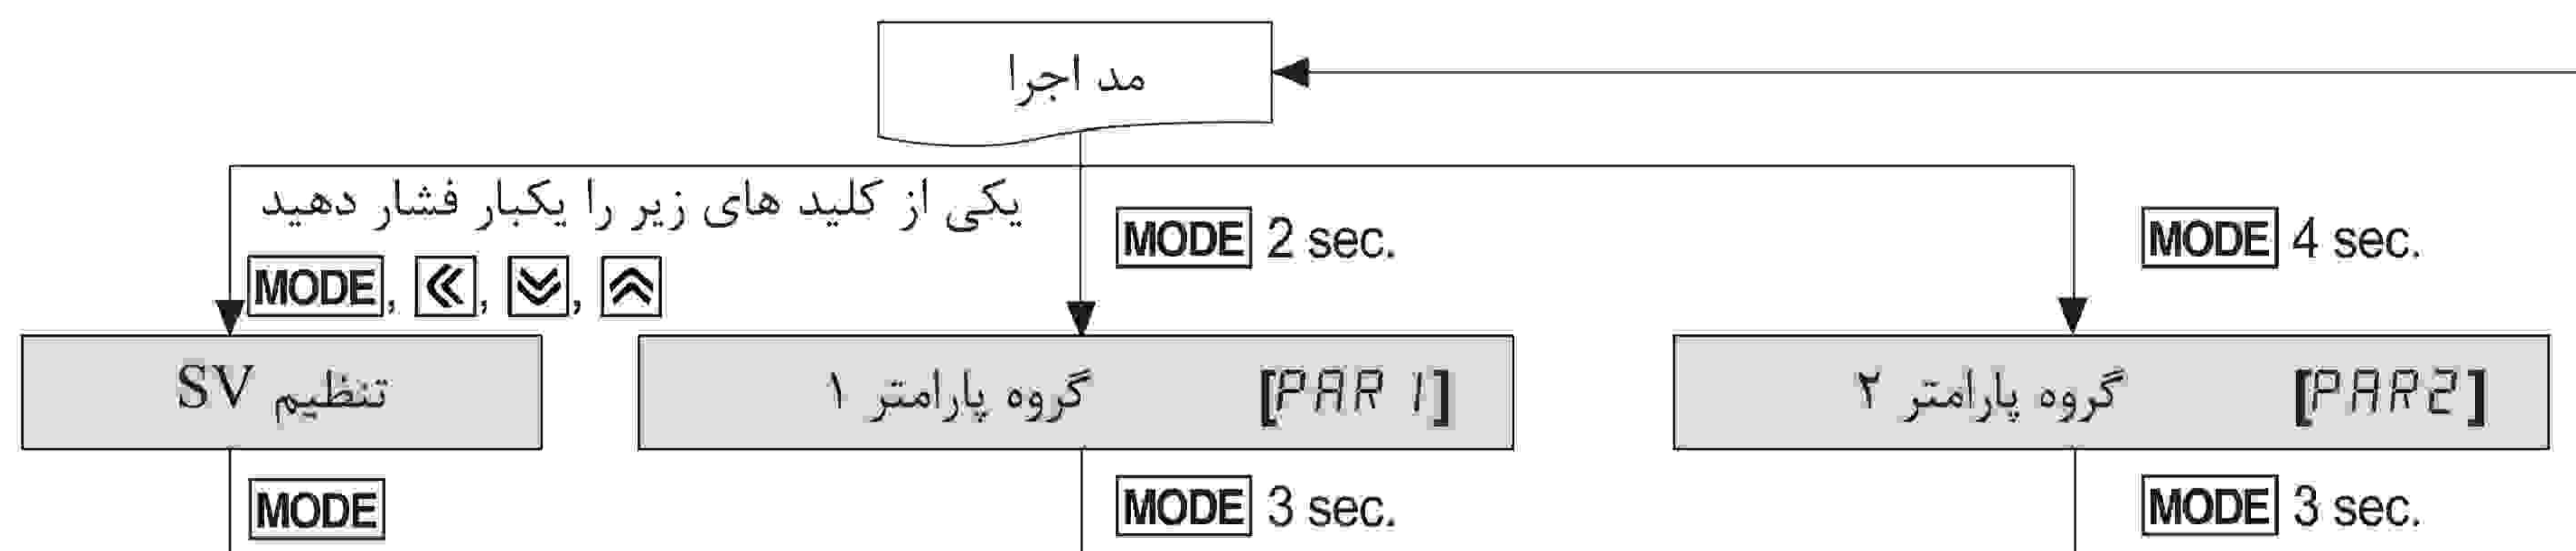 مد اجرا
یکی از کلید های زیر را یکبار فشار دهید
MODE, «, ,
MODE 2 sec.
MODE 4 sec.
تنظیم SV
گروه پارامتر ۱ [PAR 1]
گروه پارامتر ۲ [PAR2]
MODE
MODE 3 sec.
MODE 3 sec.